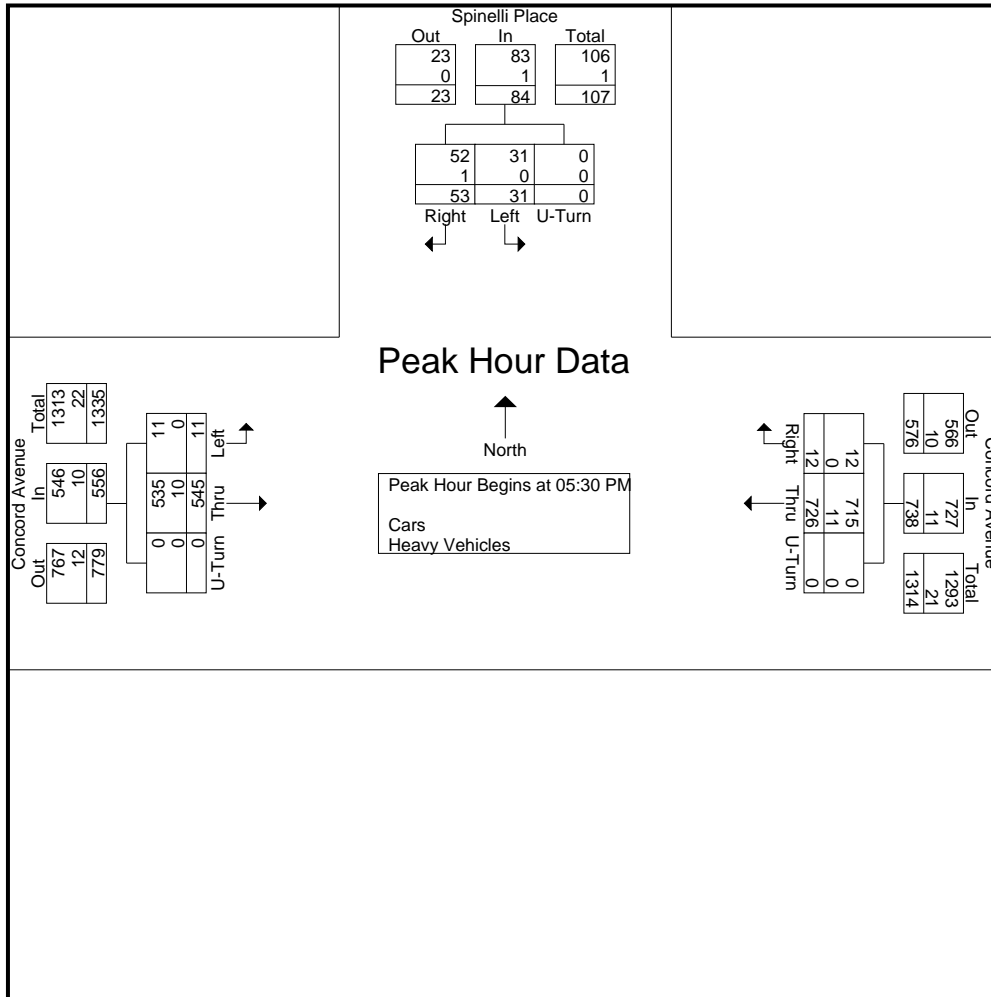 Spinelli Place
Out In Total
23 83 106
0 1 1
23 84 107
52 31 0
1 0 0
53 31 0
Right Left U-Turn
Peak Hour Data
North
Peak Hour Begins at 05:30 PM
Cars
Heavy Vehicles
Concord Avenue
Out In Total
767 546 1313
12 10 22
779 556 1335
11 535 0
0 10 0
11 545 0
Left Thru U-Turn
Concord Avenue
Out In Total
566 727 1293
10 11 21
576 738 1314
12 715 0
0 11 0
12 726 0
Right Thru U-Turn